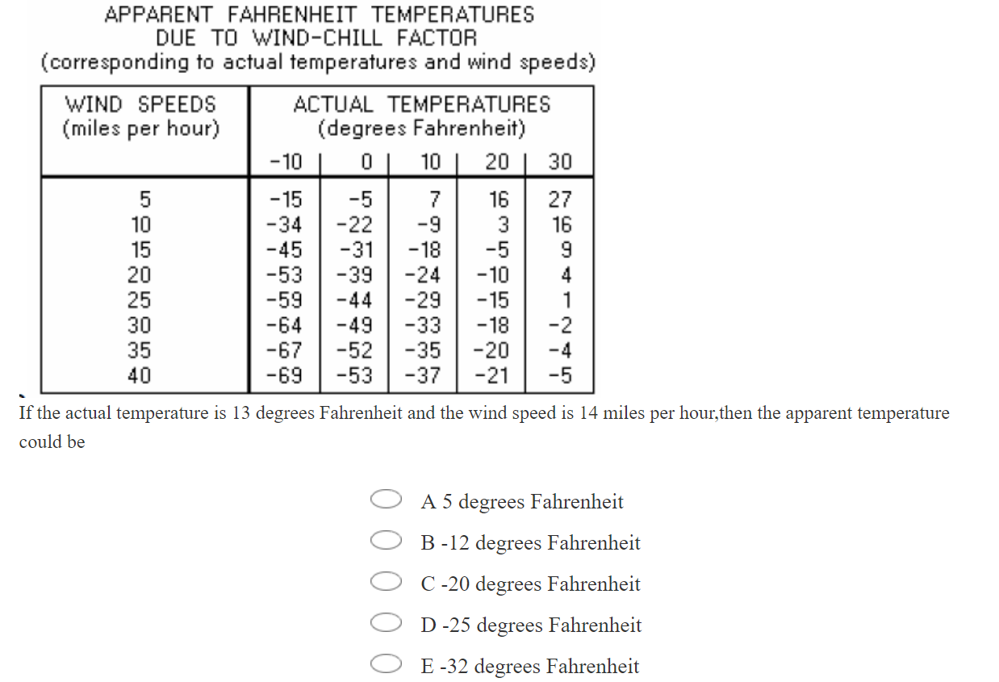 APPARENT FAHRENHEIT TEMPERATURES
DUE TO WIND-CHILL FACTOR
(corresponding to actual temperatures and wind speeds)
WIND SPEEDS ACTUAL TEMPERATURES
(miles per hour) (degrees Fahrenheit)
-10 0 10 20 30
5 -15 -5 7 16 27
10 -34 -22 -9 3 16
15 -45 -31 -18 -5 9
20 -53 -39 -24 -10 4
25 -59 -44 -29 -15 1
30 -64 -49 -33 -18 -2
35 -67 -52 -35 -20 -4
40 -69 -53 -37 -21 -5
If the actual temperature is 13 degrees Fahrenheit and the wind speed is 14 miles per hour,then the apparent temperature
could be
A 5 degrees Fahrenheit
B -12 degrees Fahrenheit
C -20 degrees Fahrenheit
D -25 degrees Fahrenheit
E -32 degrees Fahrenheit